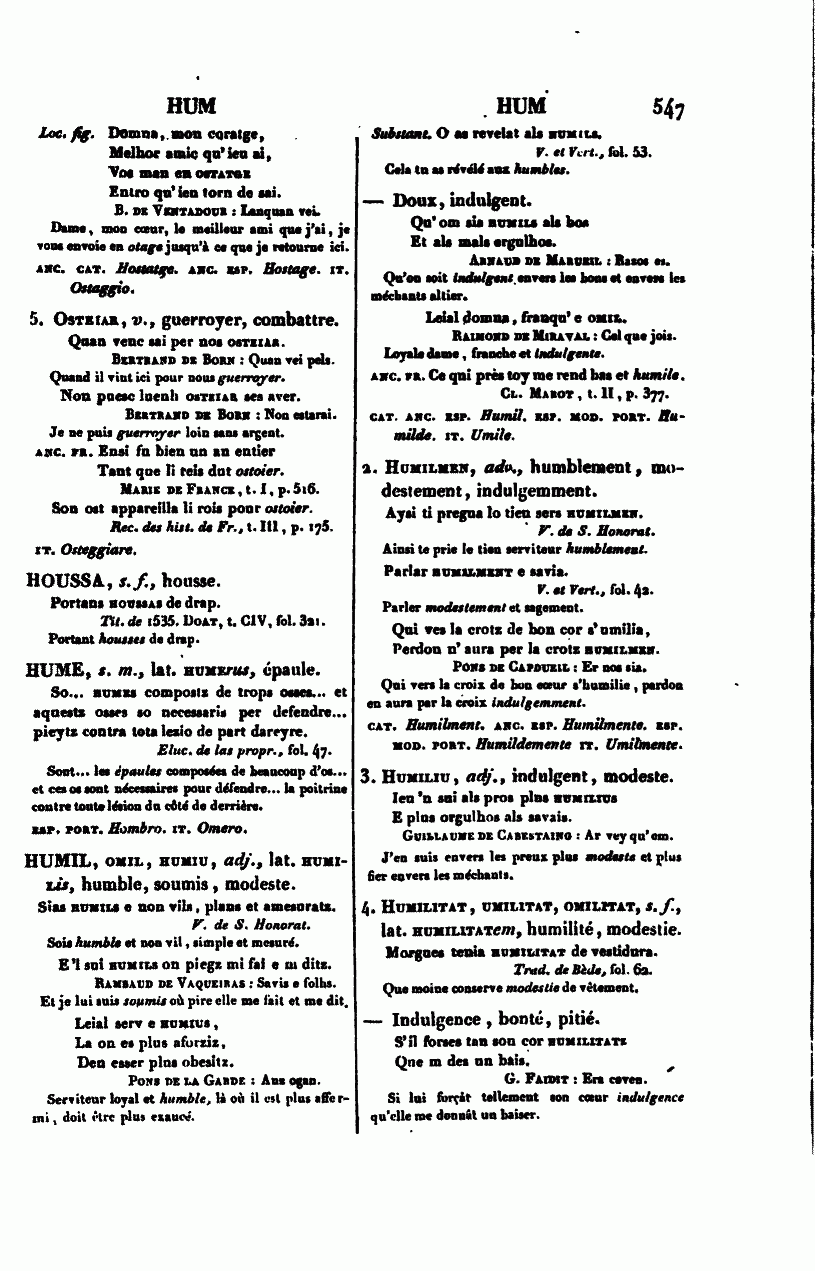 HUM
Loc. fig. Domna, mon coratge,
Melhor amic qu'ieu ai,
Vos man en OSTATGE
Entro qu'ieu torn de sai.
B. DE VENTADOUR : Lanquan vei.
Dame, mon cœur, le meilleur ami que j'ai, je
vous envoie en otage jusqu'à ce que je retourne ici.
ANC. CAT. Hostatge. ANC. ESP. Hostage. IT.
Ostaggio.
5. OSTEIAR, v., guerroyer, combattre.
Quan venc sai per nos OSTEIAR.
BERTRAND DE BORN : Quan vei pels.
Quand il vint ici pour nous guerroyer.
Non puesc luenh OSTEIAR ses aver.
BERTRAND DE BORN : Non estarai.
Je ne puis guerroyer loin sans argent.
ANC. FR. Ensi fu bien un an entier
Tant que li reis dut ostoier.
MARIE DE FRANCE, t. I, p. 516.
Son ost appareilla li rois pour ostoier.
Rec. des hist. de Fr., t. III, p. 175.
IT. Osteggiare.
HOUSSA, s. f., housse.
Portans HOUSSAS de drap.
Tit. de 1535. DOAT, t. CIV, fol. 321.
Portant housses de drap.
HUME, s. m., lat. HUMERUS, épaule.
So... HUMES composts de trops osses... et
aquests osses so necessaris per defendre...
pieytz contra tota lezio de part dareyre.
Eluc. de las propr., fol. 47.
Sont... les épaules composées de beaucoup d'os...
et ces os sont nécessaires pour défendre... la poitrine
contre toute lésion du côté de derrière.
ESP. PORT. Hombro. IT. Omero.
HUMIL, OMIL, HUMIU, adj., lat. HUMI-
LIS, humble, soumis, modeste.
Sias HUMILS e non vils, plans et amesuratz.
V. de S. Honorat.
Sois humble et non vil, simple et mesuré.
E'l sui HUMILS on piegz mi fai e m ditz.
RAMBAUD DE VAQUEIRAS : Savis e folhs.
Et je lui suis soumis où pire elle me fait et me dit.
Leial serv e HUMIUS,
La on es plus afortiz,
Deu esser plus obesitz.
PONS DE LA GARDE : Ans ogan.
Serviteur loyal et humble, là où il est plus affer-
mi, doit être plus exaucé.
HUM 547
Substant. O as revelat als HUMILS.
V. et Vert., fol. 53.
Cela tu as révélé aux humbles.
— Doux, indulgent.
Qu'om sia HUMILS als bos
Et als mals ergulhos.
ARNAUD DE MARUEIL : Razos es.
Qu'on soit indulgent envers les bons et envers les
méchants altier.
Leial domna, franqu'e OMIL.
RAIMOND DE MIRAVAL : Cel que jois.
Loyale dame, franche et indulgente.
ANC. FR. Ce qui près toy me rend bas et humile.
CL. MAROT, t. II, p. 377.
CAT. ANC. ESP. Humil. ESP. MOD. PORT. Hu-
milde. IT. Umile.
2. HUMILMEN, adv., humblement, mo-
destement, indulgemment.
Aysi ti pregua lo tieu sers HUMILMEN.
V. de S. Honorat.
Ainsi te prie le tien serviteur humblement.
Parlar HUMILMENT e savia.
V. et Vert., fol. 42.
Parler modestement et sagement.
Qui ves la crotz de bon cor s'umilia,
Perdon n'aura per la crotz HUMILMEN.
PONS DE CAPDUEIL : Er nos sia.
Qui vers la croix de bon cœur s'humilie, pardon
en aura par la croix indulgemment.
CAT. Humilment. ANC. ESP. Humilmente. ESP.
MOD. PORT. Humildemente IT. Umilmente.
3. HUMILIU, adj., indulgent, modeste.
Ieu 'n sui als pros plus HUMILIUS
E plus orgulhos als savais.
GUILLAUME DE CABESTAING : Ar vey qu'em.
J'en suis envers les preux plus modeste et plus
fier envers les méchants.
4. HUMILITAT, UMILITAT, OMILITAT, s. f.,
lat. HUMILITATem, humilité, modestie.
Morgues tenia HUMILITAT de vestidura.
Trad. de Bède, fol. 62.
Que moine conserve modestie de vêtement.
— Indulgence, bonté, pitié.
S'il forses tan son cor HUMILITATZ
Que m des un bais.
G. FAIDIT : Era coven.
Si lui forçât tellement son cœur indulgence
qu'elle me donnât un baiser.